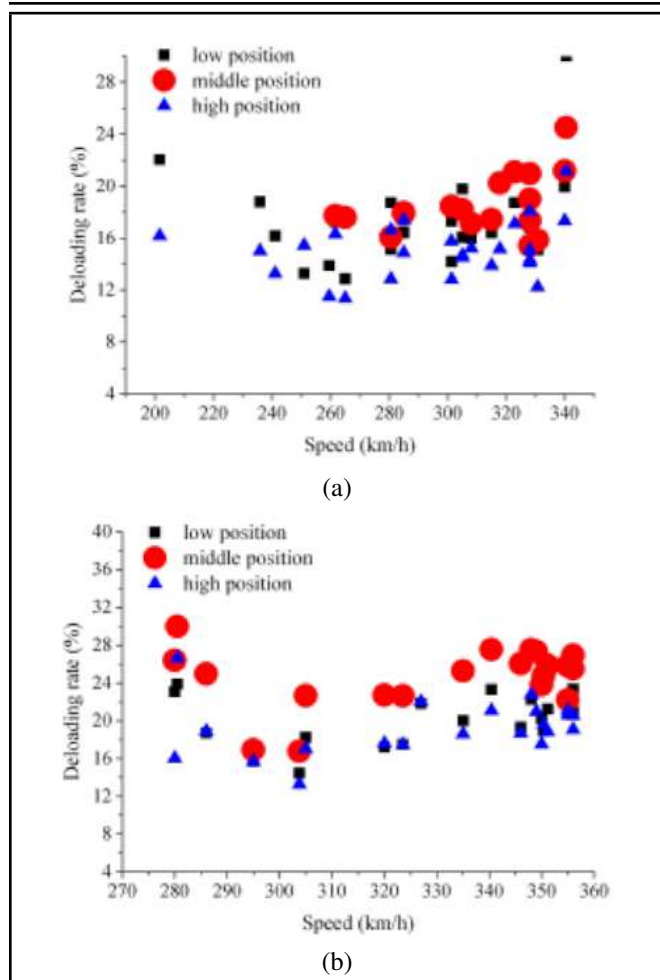 low position
middle position
high position
28
24
20
16
12
8
4
Deloading rate (%)
200 220 240 260 280 300 320 340
Speed (km/h)
(a)
40
low position
36
middle position
32
high position
28
24
20
16
12
8
4
Deloading rate (%)
270 280 290 300 310 320 330 340 350 360
Speed (km/h)
(b)